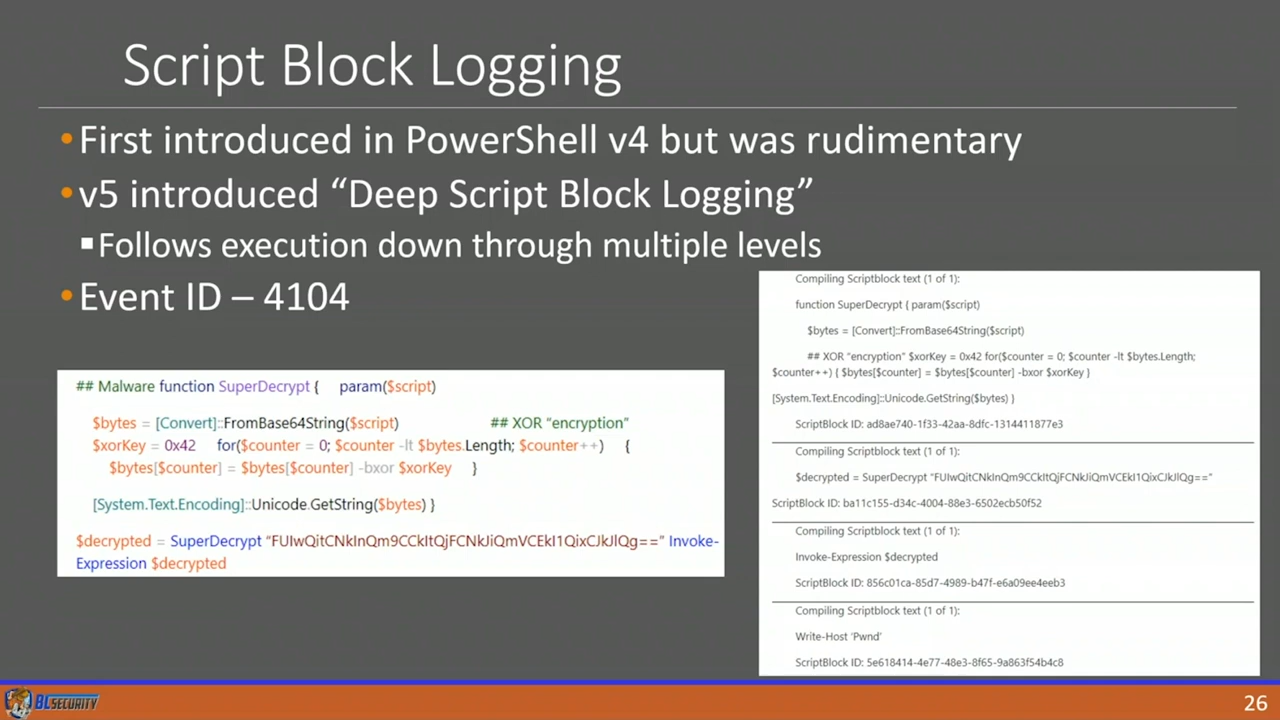 Script Block Logging
•First introduced in PowerShell v4 but was rudimentary
•v5 introduced “Deep Script Block Logging”
▪Follows execution down through multiple levels
•Event ID – 4104
## Malware function SuperDecrypt { param($script)
$bytes = [Convert]::FromBase64String($script) ## XOR “encryption”
$xorKey = 0x42 for($counter = 0; $counter -lt $bytes.Length; $counter++) {
$bytes[$counter] = $bytes[$counter] -bxor $xorKey }
[System.Text.Encoding]::Unicode.GetString($bytes) }
$decrypted = SuperDecrypt “FUIwQitCNkInQm9CCkItQjFCNkJiQmVCEkI1QixCJkJlQg==” Invoke-
Expression $decrypted
Compiling Scriptblock text (1 of 1):
function SuperDecrypt { param($script)
$bytes = [Convert]::FromBase64String($script)
## XOR “encryption” $xorKey = 0x42 for($counter = 0; $counter -lt $bytes.Length;
$counter++) { $bytes[$counter] = $bytes[$counter] -bxor $xorKey }
[System.Text.Encoding]::Unicode.GetString($bytes) }
ScriptBlock ID: ad8ae740-1f33-42aa-8dfc-1314411877e3
Compiling Scriptblock text (1 of 1):
$decrypted = SuperDecrypt “FUIwQitCNkInQm9CCkItQjFCNkJiQmVCEkI1QixCJkJlQg==”
ScriptBlock ID: ba11c155-d34c-4004-88e3-6502ecb50f52
Compiling Scriptblock text (1 of 1):
Invoke-Expression $decrypted
ScriptBlock ID: 856c01ca-85d7-4989-b47f-e6a09ee4eeb3
Compiling Scriptblock text (1 of 1):
Write-Host ‘Pwnd’
ScriptBlock ID: 5e618414-4e77-48e3-8f65-9a863f54b4c8
BLSECURITY
26